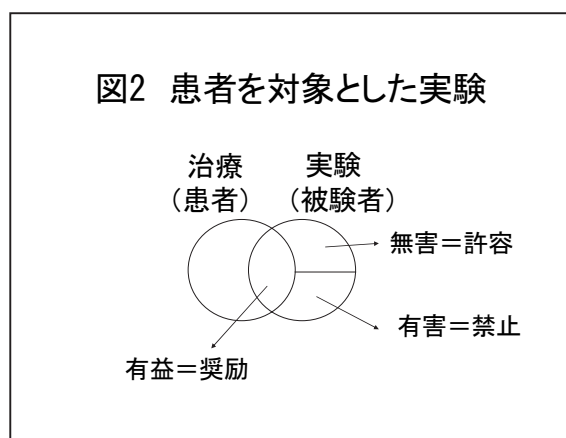 図2 患者を対象とした実験
治療
(患者)
実験
(被験者)
無害=許容
有害=禁止
有益=奨励